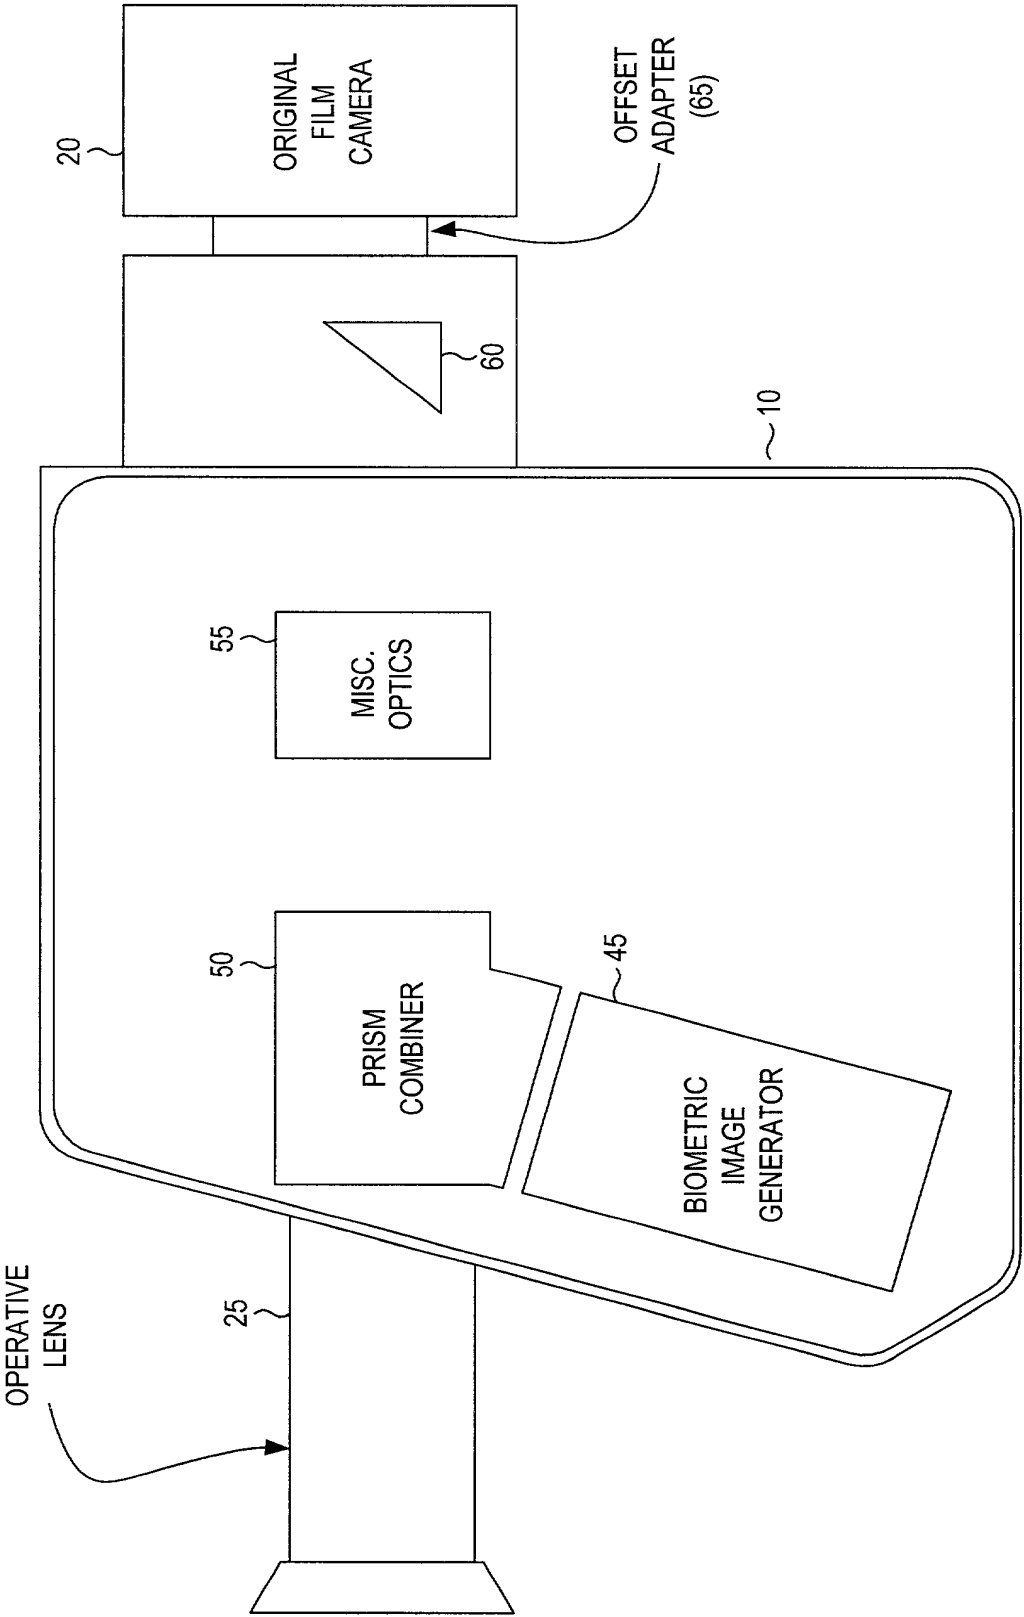 OPERATIVE
LENS
25
50
PRISM
COMBINER
45
BIOMETRIC
IMAGE
GENERATOR
55
MISC.
OPTICS
10
60
20
ORIGINAL
FILM
CAMERA
OFFSET
ADAPTER
(65)